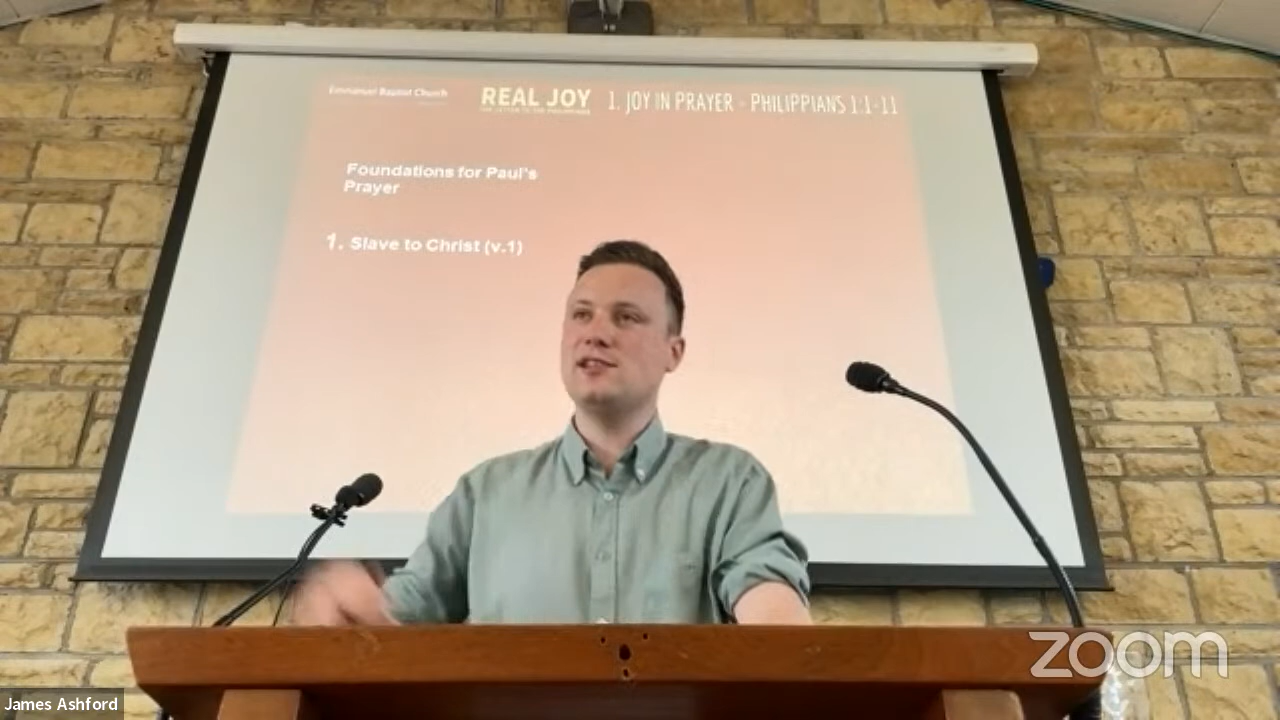 Emmanuel Baptist Church
REAL JOY
1. JOY IN PRAYER - PHILIPPIANS 1:1-11
Foundations for Paul's
Prayer
1. Slave to Christ (v.1)
zoom
James Ashford